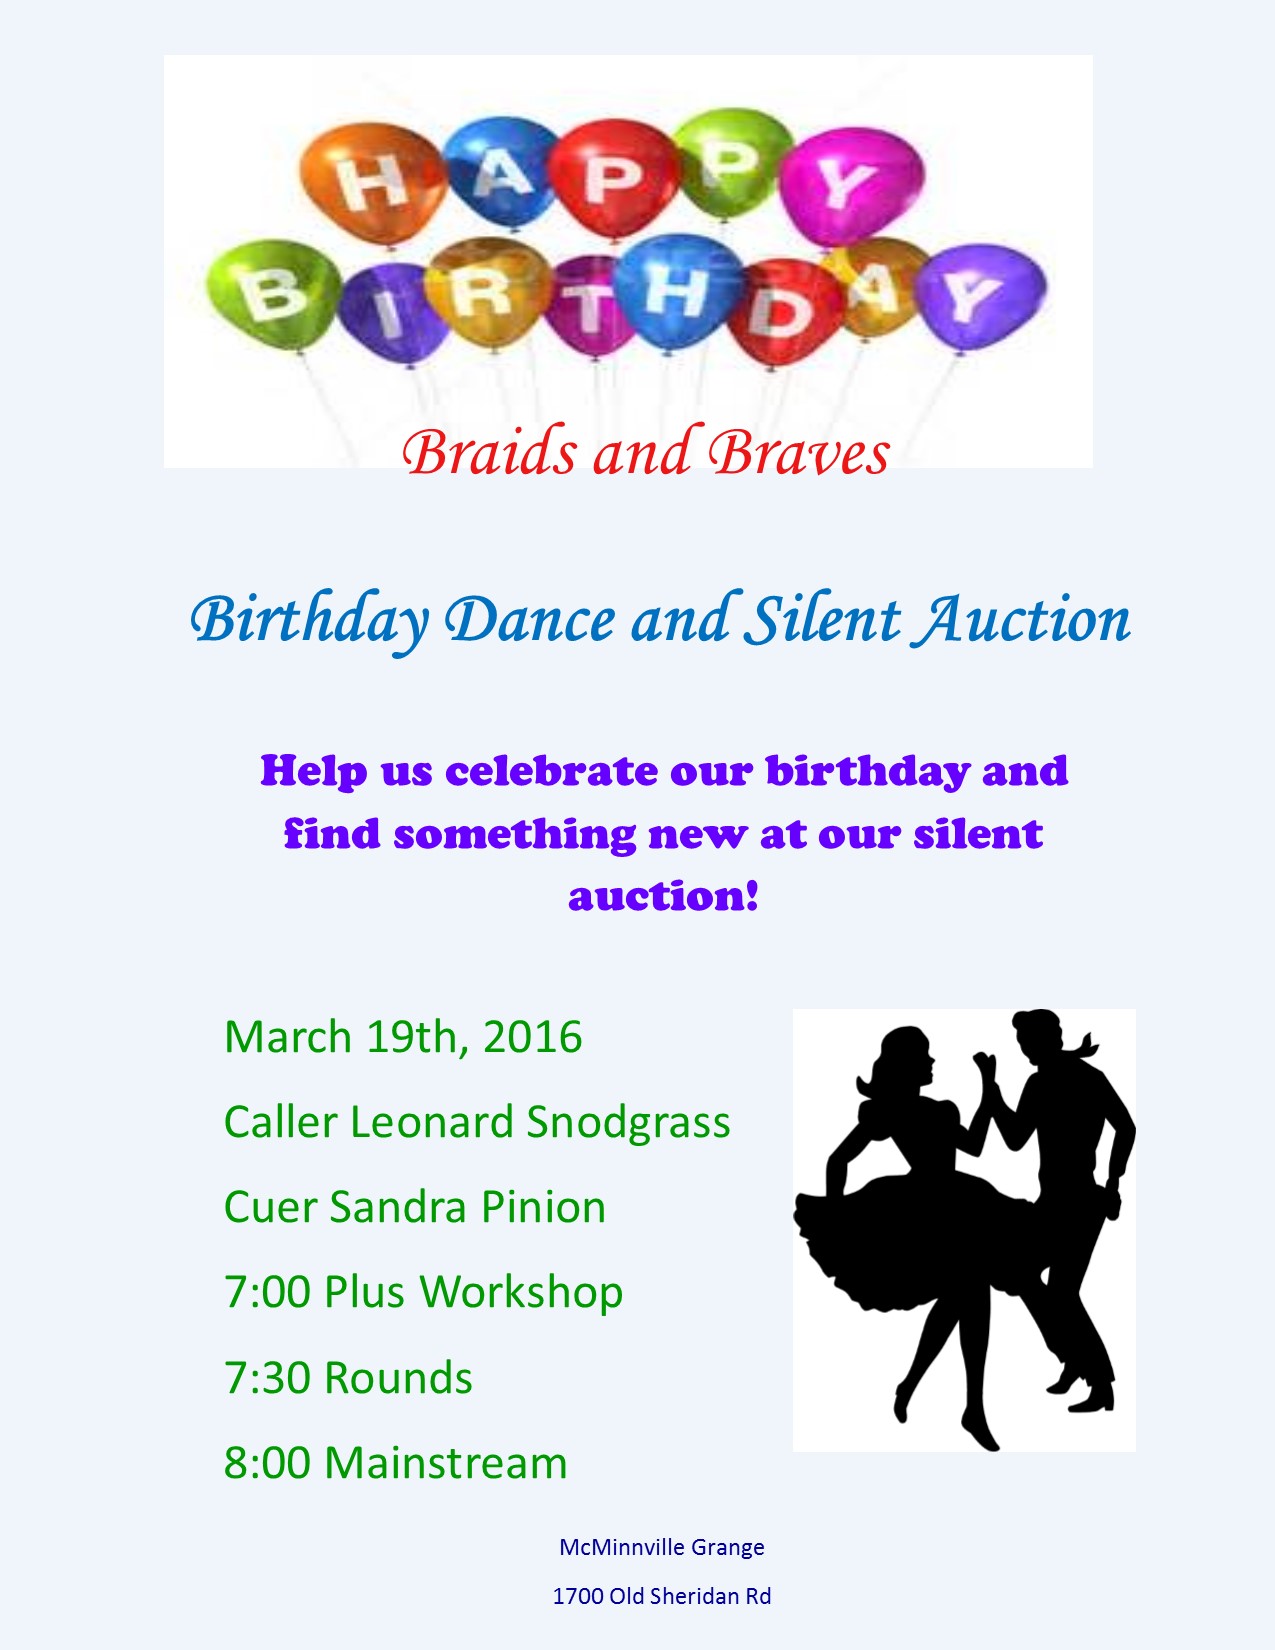 HAPPY
BIRTHDAY
Braids and Braves
Birthday Dance and Silent Auction
Help us celebrate our birthday and
find something new at our silent
auction!
March 19th, 2016
Caller Leonard Snodgrass
Cuer Sandra Pinion
7:00 Plus Workshop
7:30 Rounds
8:00 Mainstream
McMinnville Grange
1700 Old Sheridan Rd